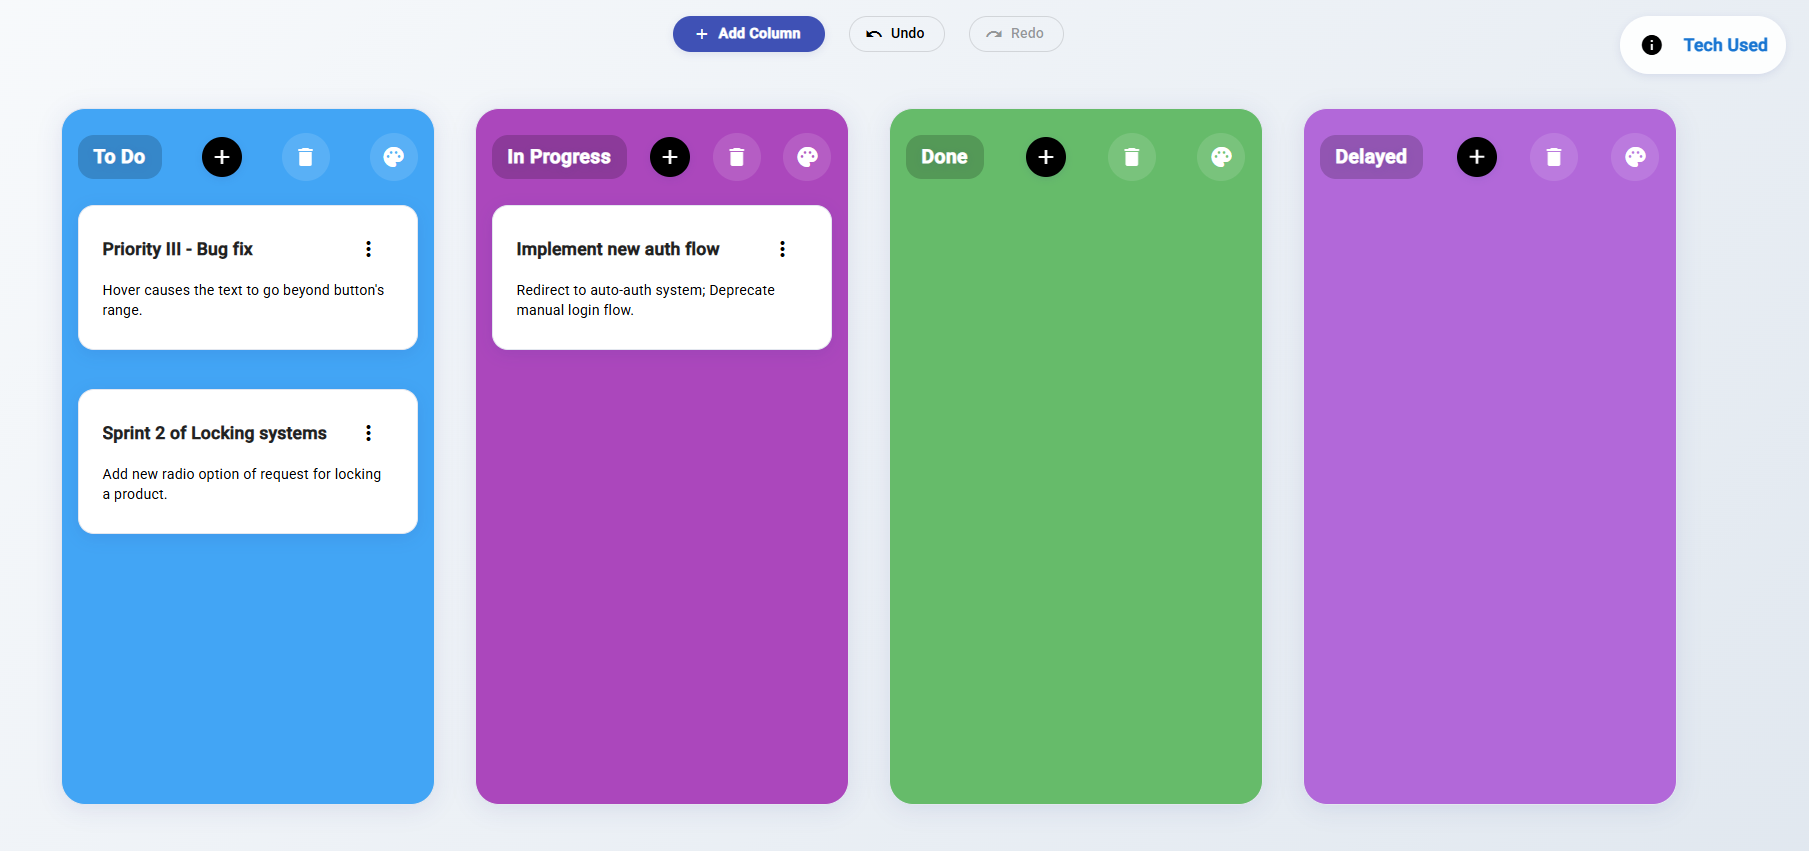 Add Column
Undo
Redo
Tech Used
To Do
In Progress
Done
Delayed
Priority III - Bug fix
Hover causes the text to go beyond button's
range.
Sprint 2 of Locking systems
Add new radio option of request for locking
a product.
Implement new auth flow
Redirect to auto-auth system; Deprecate
manual login flow.